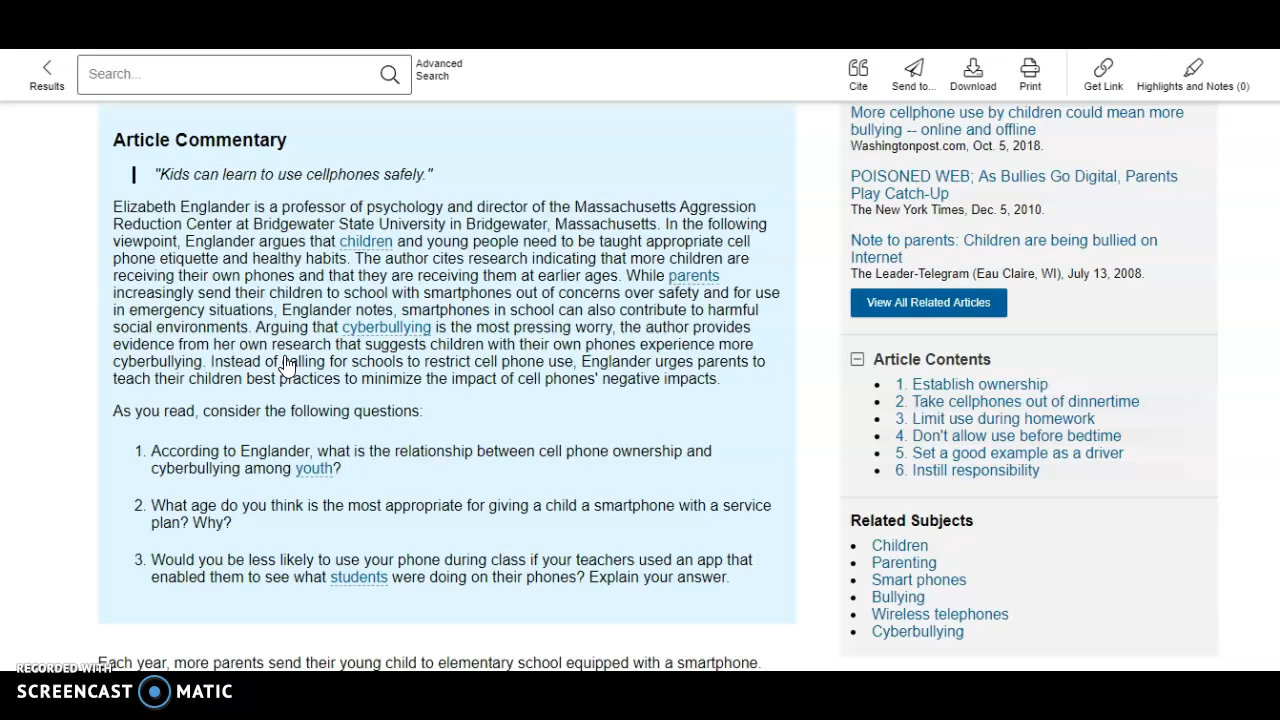 Results
Search...
Advanced
Search
Cite
Send to...
Download
Print
Get Link
Highlights and Notes (0)
Article Commentary
"Kids can learn to use cellphones safely."
Elizabeth Englander is a professor of psychology and director of the Massachusetts Aggression
Reduction Center at Bridgewater State University in Bridgewater, Massachusetts. In the following
viewpoint, Englander argues that children and young people need to be taught appropriate cell
phone etiquette and healthy habits. The author cites research indicating that more children are
receiving their own phones and that they are receiving them at earlier ages. While parents
increasingly send their children to school with smartphones out of concerns over safety and for use
in emergency situations, Englander notes, smartphones in school can also contribute to harmful
social environments. Arguing that cyberbullying is the most pressing worry, the author provides
evidence from her own research that suggests children with their own phones experience more
cyberbullying. Instead of calling for schools to restrict cell phone use, Englander urges parents to
teach their children best practices to minimize the impact of cell phones' negative impacts.
As you read, consider the following questions:
1. According to Englander, what is the relationship between cell phone ownership and
cyberbullying among youth?
2. What age do you think is the most appropriate for giving a child a smartphone with a service
plan? Why?
3. Would you be less likely to use your phone during class if your teachers used an app that
enabled them to see what students were doing on their phones? Explain your answer.
Each year, more parents send their young child to elementary school equipped with a smartphone.
More cellphone use by children could mean more
bullying -- online and offline
Washingtonpost.com, Oct. 5, 2018.
POISONED WEB; As Bullies Go Digital, Parents
Play Catch-Up
The New York Times, Dec. 5, 2010.
Note to parents: Children are being bullied on
Internet
The Leader-Telegram (Eau Claire, WI), July 13, 2008.
View All Related Articles
Article Contents
1. Establish ownership
2. Take cellphones out of dinnertime
3. Limit use during homework
4. Don't allow use before bedtime
5. Set a good example as a driver
6. Instill responsibility
Related Subjects
Children
Parenting
Smart phones
Bullying
Wireless telephones
Cyberbullying
RECORDED WITH
SCREENCAST MATIC